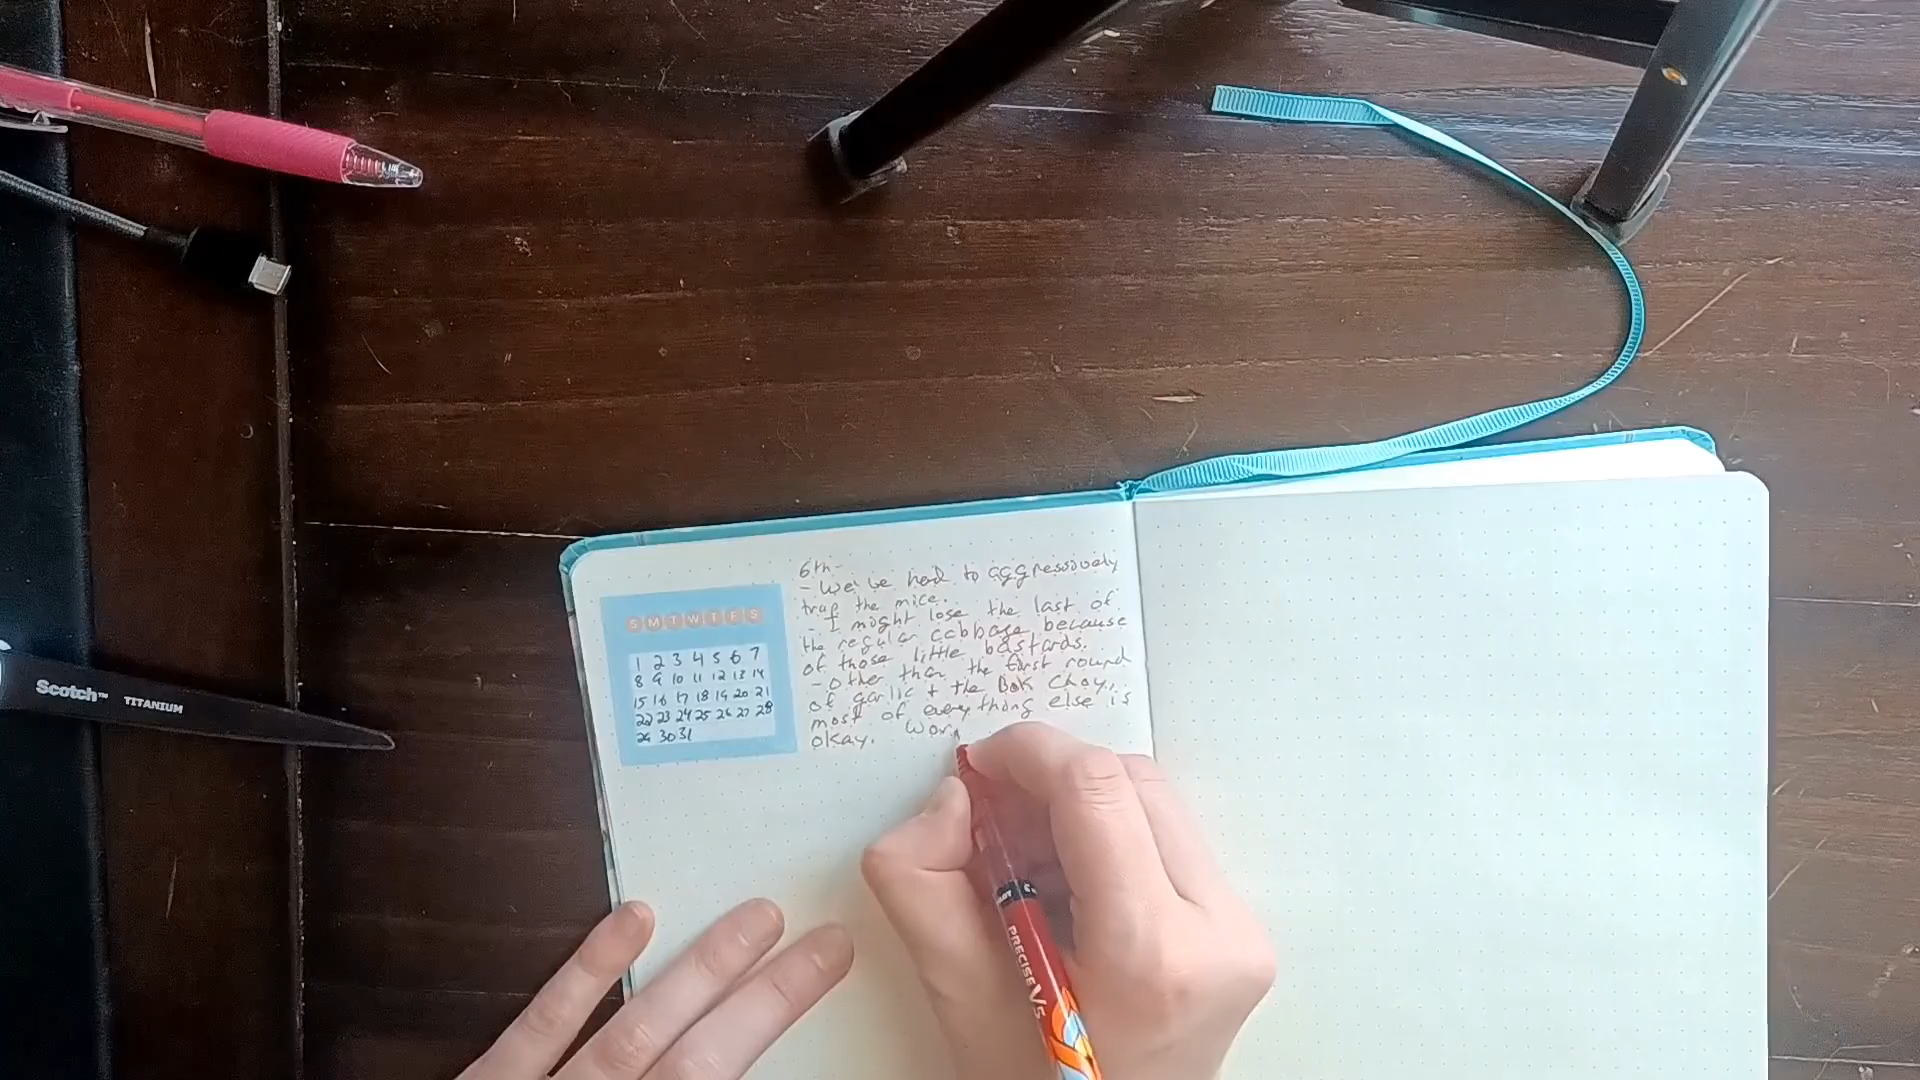 6th-
- We've had to aggressively
trap the mice.
- I might lose the last of
the regular cabbage because
of those little bastards.
- Other than the first round
of garlic + the Bok Choy,
most of everything else is
okay. Wor
S M T W T F S
1 2 3 4 5 6 7
8 9 10 11 12 13 14
15 16 17 18 19 20 21
22 23 24 25 26 27 28
29 30 31
Scotch™ TITANIUM
PRECISE V5